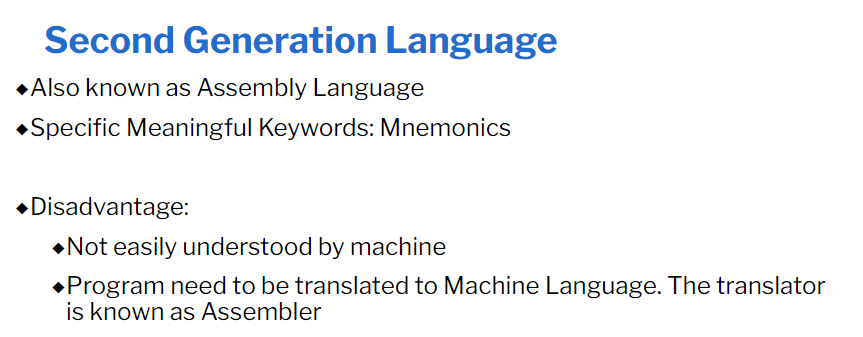 Second Generation Language
◆Also known as Assembly Language
◆Specific Meaningful Keywords: Mnemonics
◆Disadvantage:
◆Not easily understood by machine
◆Program need to be translated to Machine Language. The translator
is known as Assembler